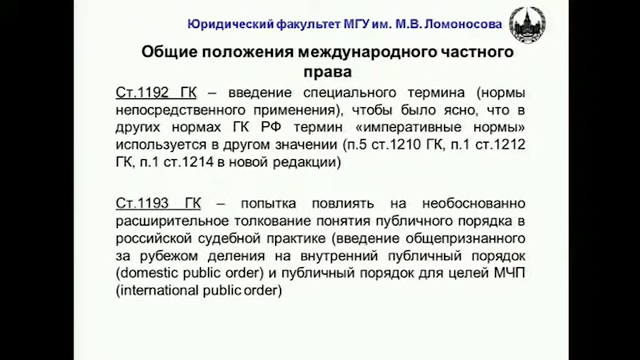 Юридический факультет МГУ им. М.В. Ломоносова
Общие положения международного частного
права
Ст.1192 ГК – введение специального термина (нормы
непосредственного применения), чтобы было ясно, что в
других нормах ГК РФ термин «императивные нормы»
используется в другом значении (п.5 ст.1210 ГК, п.1 ст.1212
ГК, п.1 ст.1214 в новой редакции)
Ст.1193 ГК – попытка повлиять на необоснованно
расширительное толкование понятия публичного порядка в
российской судебной практике (введение общепризнанного
за рубежом деления на внутренний публичный порядок
(domestic public order) и публичный порядок для целей МЧП
(international public order)